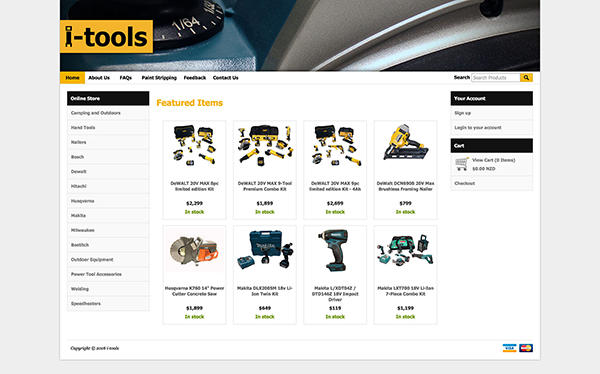 i-tools
Home About Us FAQs Paint Stripping Feedback Contact Us
Search Search Products
Online Store
Camping and Outdoors
Hand Tools
Nailers
Bosch
Dewalt
Hitachi
Husqvarna
Makita
Milwaukee
Bostitch
Outdoor Equipment
Power Tool Accessories
Welding
Speedheaters
Featured Items
DeWALT 20V MAX 8pc
limited edition Kit
$2,299
In stock
DeWALT 20V MAX 9-Tool
Premium Combo Kit
$1,899
In stock
DeWALT 20V MAX 8pc
limited edition Kit - 4Ah
$2,699
In stock
DeWalt DCN690B 20V Max
Brushless Framing Nailer
$799
In stock
Husqvarna K760 14" Power
Cutter Concrete Saw
$1,899
In stock
Makita DLX2005M 18v Li-
Ion Twin Kit
$649
In stock
Makita L/XDT04Z /
DTD146Z 18V Impact
Driver
$119
In stock
Makita LXT700 18V Li-Ion
7-Piece Combo Kit
$1,199
In stock
Your Account
Sign up
Login to your account
Cart
View Cart (0 Items)
$0.00 NZD
Checkout
Copyright © 2016 i-tools
VISA